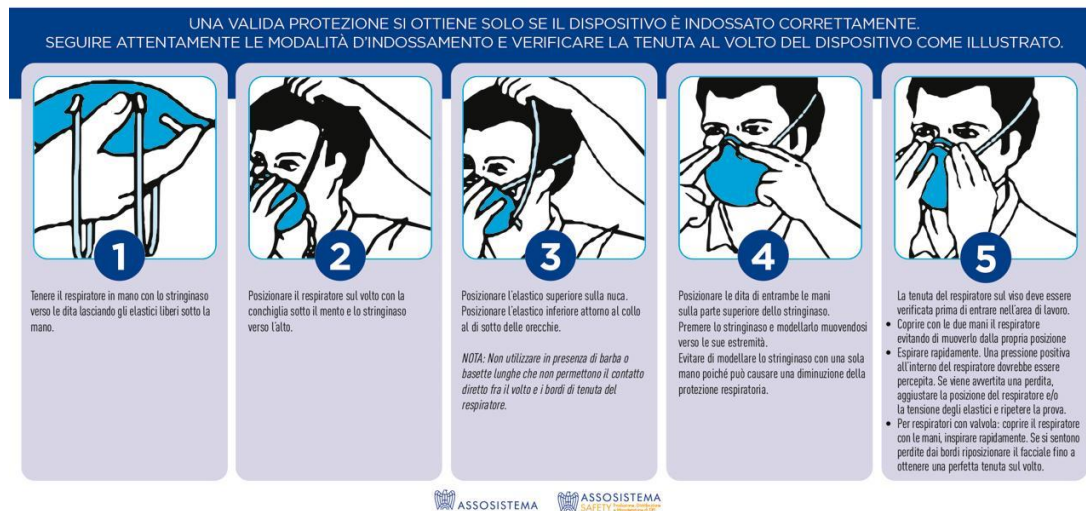 UNA VALIDA PROTEZIONE SI OTTIENE SOLO SE IL DISPOSITIVO È INDOSSATO CORRETTAMENTE.
SEGUIRE ATTENTAMENTE LE MODALITÀ D'INDOSSAMENTO E VERIFICARE LA TENUTA AL VOLTO DEL DISPOSITIVO COME ILLUSTRATO.
1
Tenere il respiratore in mano con lo stringinaso
verso le dita lasciando gli elastici liberi sotto la
mano.
2
Posizionare il respiratore sul volto con la
conchiglia sotto il mento e lo stringinaso
verso l'alto.
3
Posizionare l'elastico superiore sulla nuca.
Posizionare l'elastico inferiore attorno al collo
al di sotto delle orecchie.
NOTA: Non utilizzare in presenza di barba o
basette lunghe che non permettono il contatto
diretto fra il volto e i bordi di tenuta del
respiratore.
4
Posizionare le dita di entrambe le mani
sulla parte superiore dello stringinaso.
Premere lo stringinaso e modellarlo muovendosi
verso le sue estremità.
Evitare di modellare lo stringinaso con una sola
mano poiché può causare una diminuzione della
protezione respiratoria.
5
La tenuta del respiratore sul viso deve essere
verificata prima di entrare nell'area di lavoro.
• Coprire con le due mani il respiratore
evitando di muoverlo dalla propria posizione
• Espirare rapidamente. Una pressione positiva
all'interno del respiratore dovrebbe essere
percepita. Se viene avvertita una perdita,
aggiustare la posizione del respiratore e/o
la tensione degli elastici e ripetere la prova.
• Per respiratori con valvola: coprire il respiratore
con le mani, inspirare rapidamente. Se si sentono
perdite dai bordi riposizionare il facciale fino a
ottenere una perfetta tenuta sul volto.
ASSOSISTEMA
ASSOSISTEMA
SAFETY